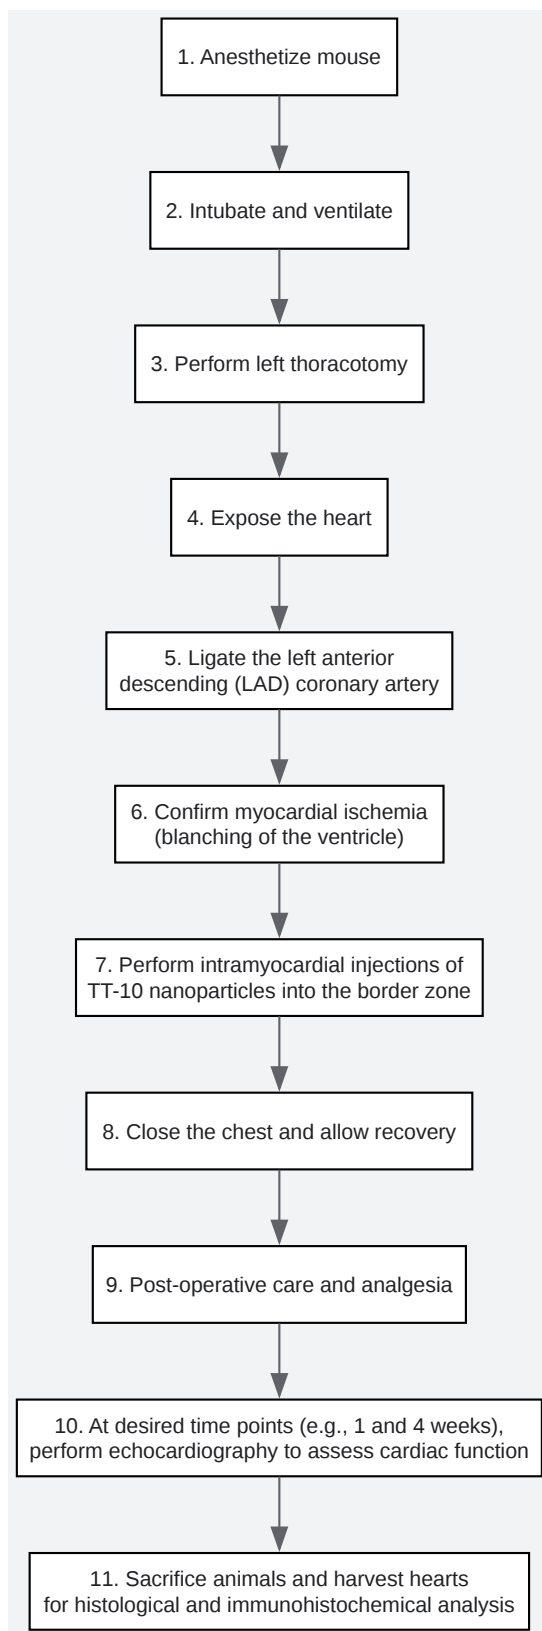 1. Anesthetize mouse
2. Intubate and ventilate
3. Perform left thoracotomy
4. Expose the heart
5. Ligate the left anterior
descending (LAD) coronary artery
6. Confirm myocardial ischemia
(blanching of the ventricle)
7. Perform intramyocardial injections of
TT-10 nanoparticles into the border zone
8. Close the chest and allow recovery
9. Post-operative care and analgesia
10. At desired time points (e.g., 1 and 4 weeks),
perform echocardiography to assess cardiac function
11. Sacrifice animals and harvest hearts
for histological and immunohistochemical analysis